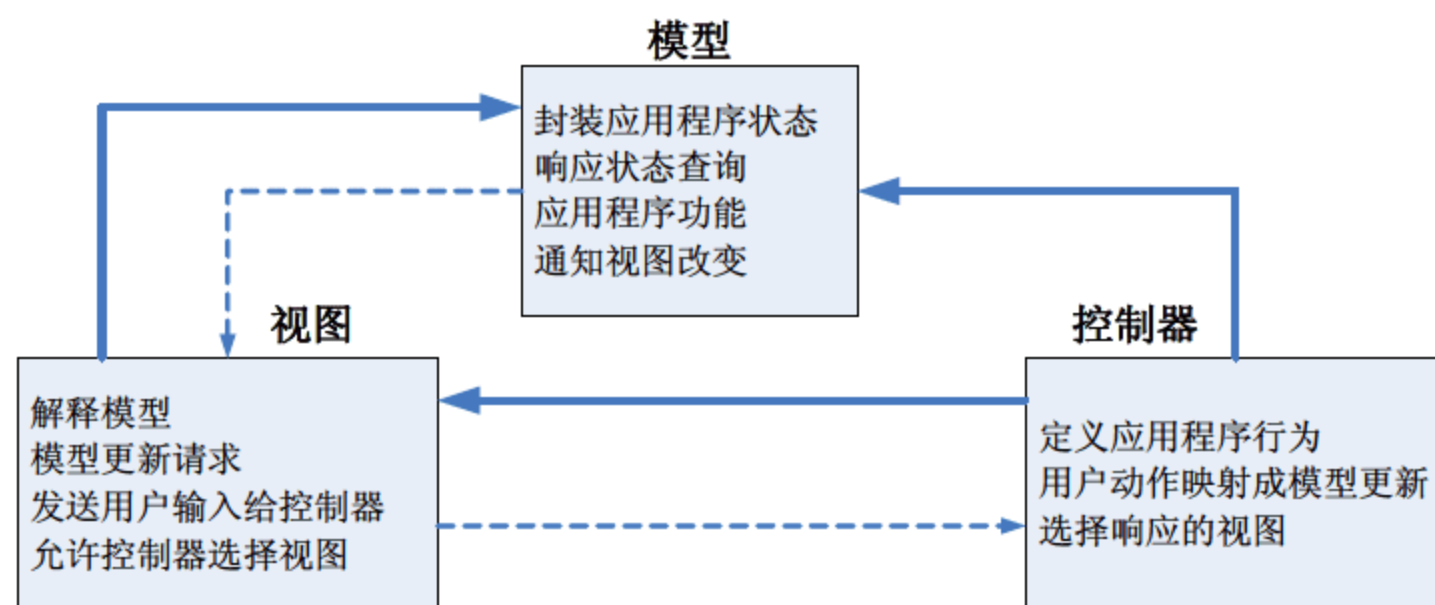 模型
封装应用程序状态
响应状态查询
应用程序功能
通知视图改变
视图
解释模型
模型更新请求
发送用户输入给控制器
允许控制器选择视图
控制器
定义应用程序行为
用户动作映射成模型更新
选择响应的视图